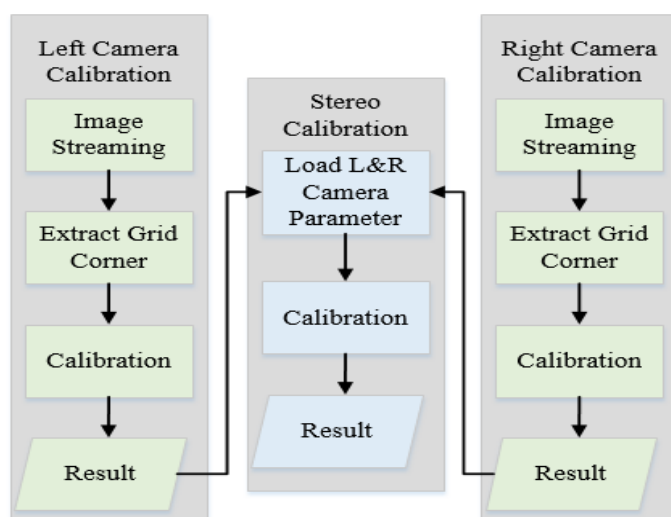 Left Camera
Calibration
Image
Streaming
Extract Grid
Corner
Calibration
Result
Stereo
Calibration
Load L&R
Camera
Parameter
Calibration
Result
Right Camera
Calibration
Image
Streaming
Extract Grid
Corner
Calibration
Result